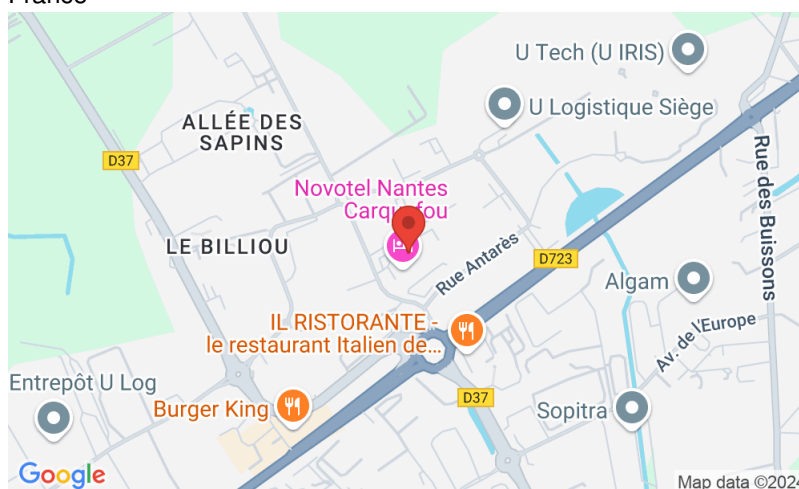 France
U Tech (U IRIS)
U Logistique Siège
ALLÉE DES
SAPINS
D37
Rue des Buissons
Novotel Nantes
Carquefou
LE BILLIOU
Rue Antarès
D723
Algam
IL RISTORANTE -
le restaurant Italien de...
Av. de l'Europe
Entrepôt U Log
Burger King
D37
Sopitra
Google
Map data ©2024